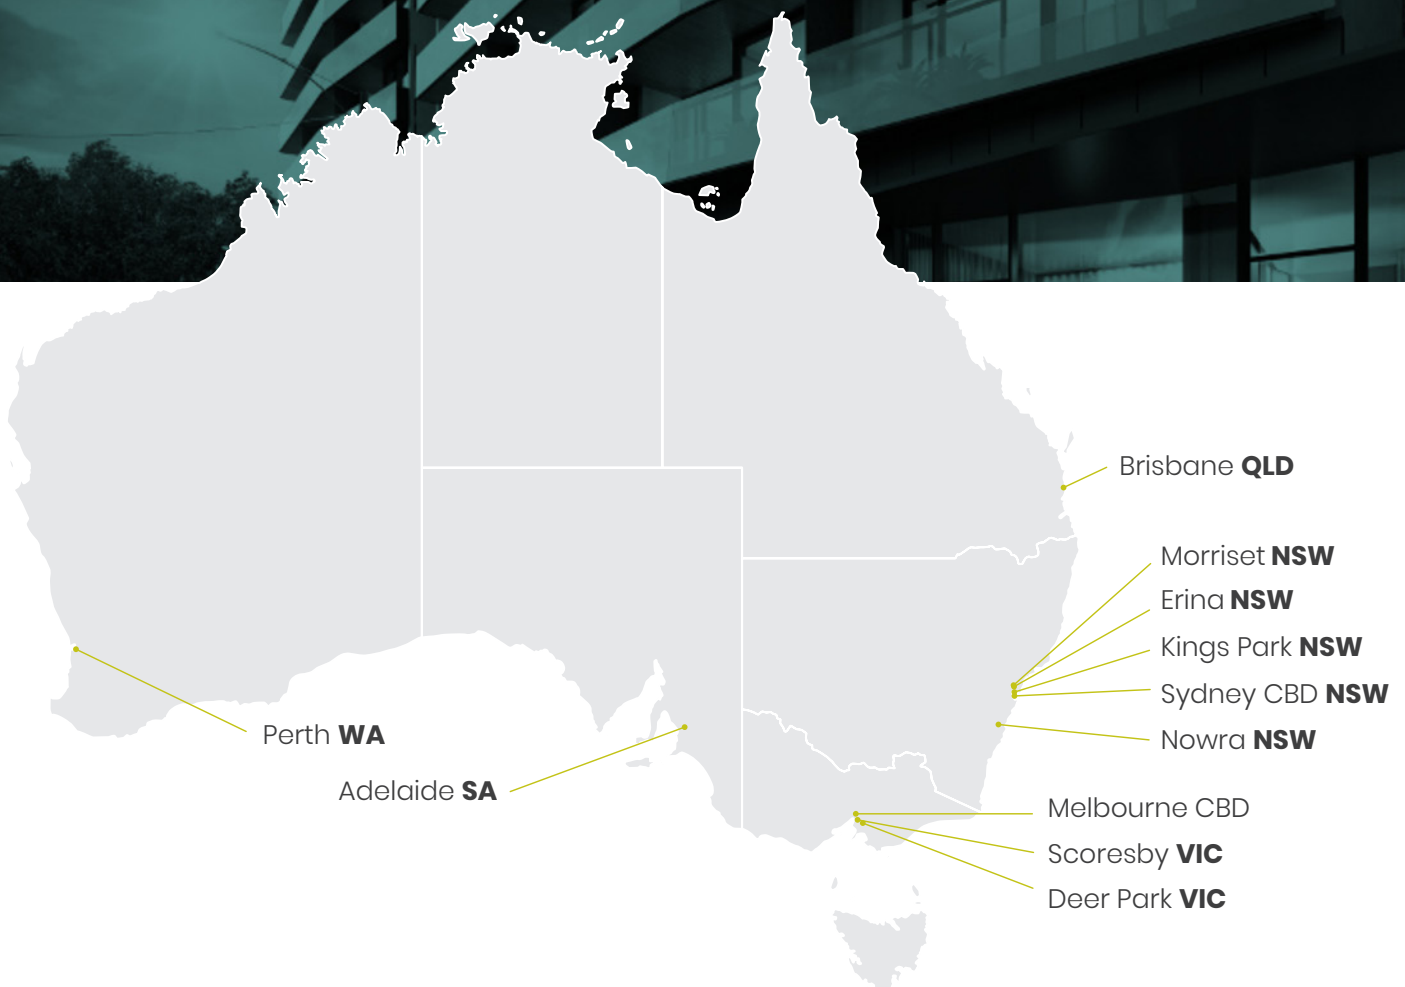 Brisbane QLD
Morriset NSW
Erina NSW
Kings Park NSW
Sydney CBD NSW
Nowra NSW
Perth WA
Adelaide SA
Melbourne CBD
Scoresby VIC
Deer Park VIC